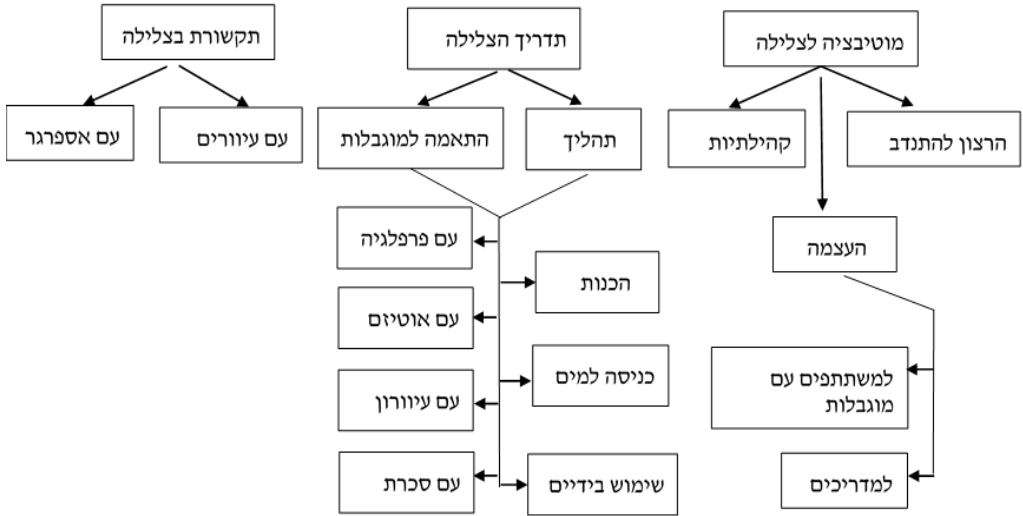 מוטיבציה לצלילה
תדריך הצלילה
תקשורת בצלילה
הרצון להתנדב
קהילתיות
תהליך
התאמה למוגבלות
עם עיוורים
עם אספרגר
העצמה
עם פרפלגיה
הכנות
עם אוטיזם
כניסה למים
למשתתפים עם
מוגבלות
עם עיוורון
שימוש בידיים
עם סכרת
למדריכים